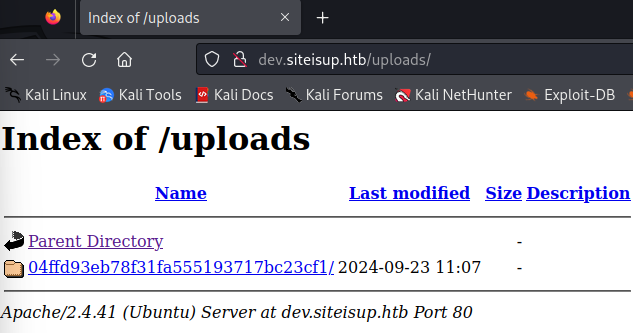 Index of /uploads
dev.siteisup.htb/uploads/
Kali Linux Kali Tools Kali Docs Kali Forums Kali NetHunter Exploit-DB
Index of /uploads
Name Last modified Size Description
Parent Directory -
04ffd93eb78f31fa555193717bc23cf1/ 2024-09-23 11:07 -
Apache/2.4.41 (Ubuntu) Server at dev.siteisup.htb Port 80